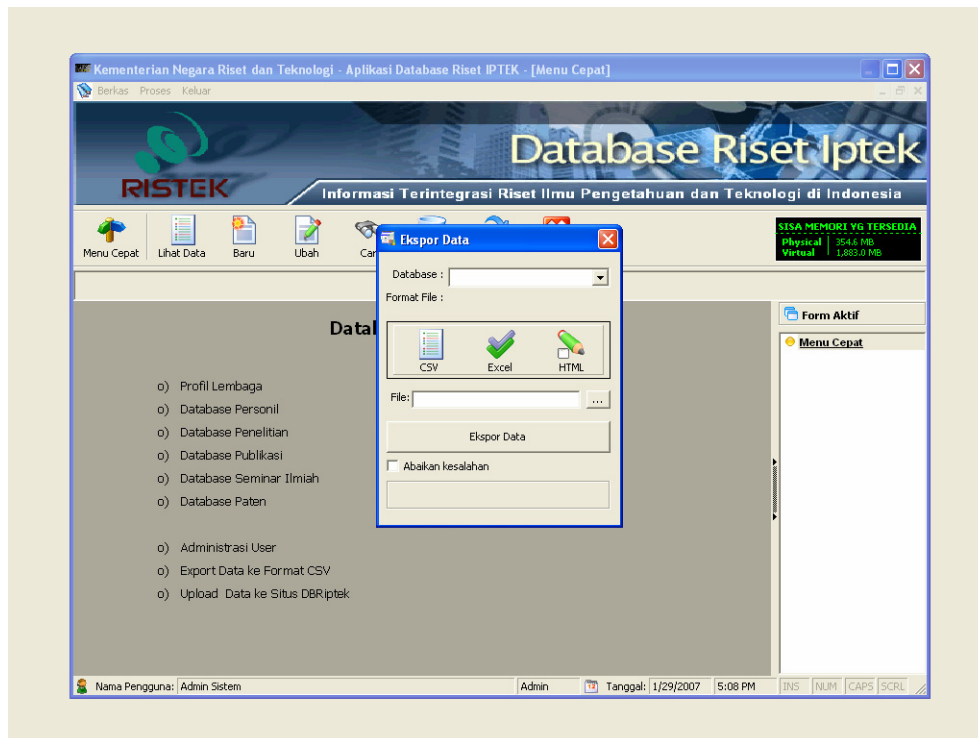 Kementerian Negara Riset dan Teknologi - Aplikasi Database Riset IPTEK - [Menu Cepat]
Berkas Proses Keluar
Database Riset Iptek
RISTEK
Informasi Terintegrasi Riset Ilmu Pengetahuan dan Teknologi di Indonesia
Menu Cepat Lihat Data Baru Ubah
SISA MEMORI YG TERSEDIA
Physical 354.6 MB
Virtual 1,883.0 MB
Ekspor Data
Database :
Format File :
CSV Excel HTML
File: ...
Ekspor Data
Abaikan kesalahan
o) Profil Lembaga
o) Database Personil
o) Database Penelitian
o) Database Publikasi
o) Database Seminar Ilmiah
o) Database Paten
o) Administrasi User
o) Export Data ke Format CSV
o) Upload Data ke Situs DBRiptek
Form Aktif
Menu Cepat
Nama Pengguna: Admin Sistem Admin Tanggal: 1/29/2007 5:08 PM INS NUM CAPS SCRL